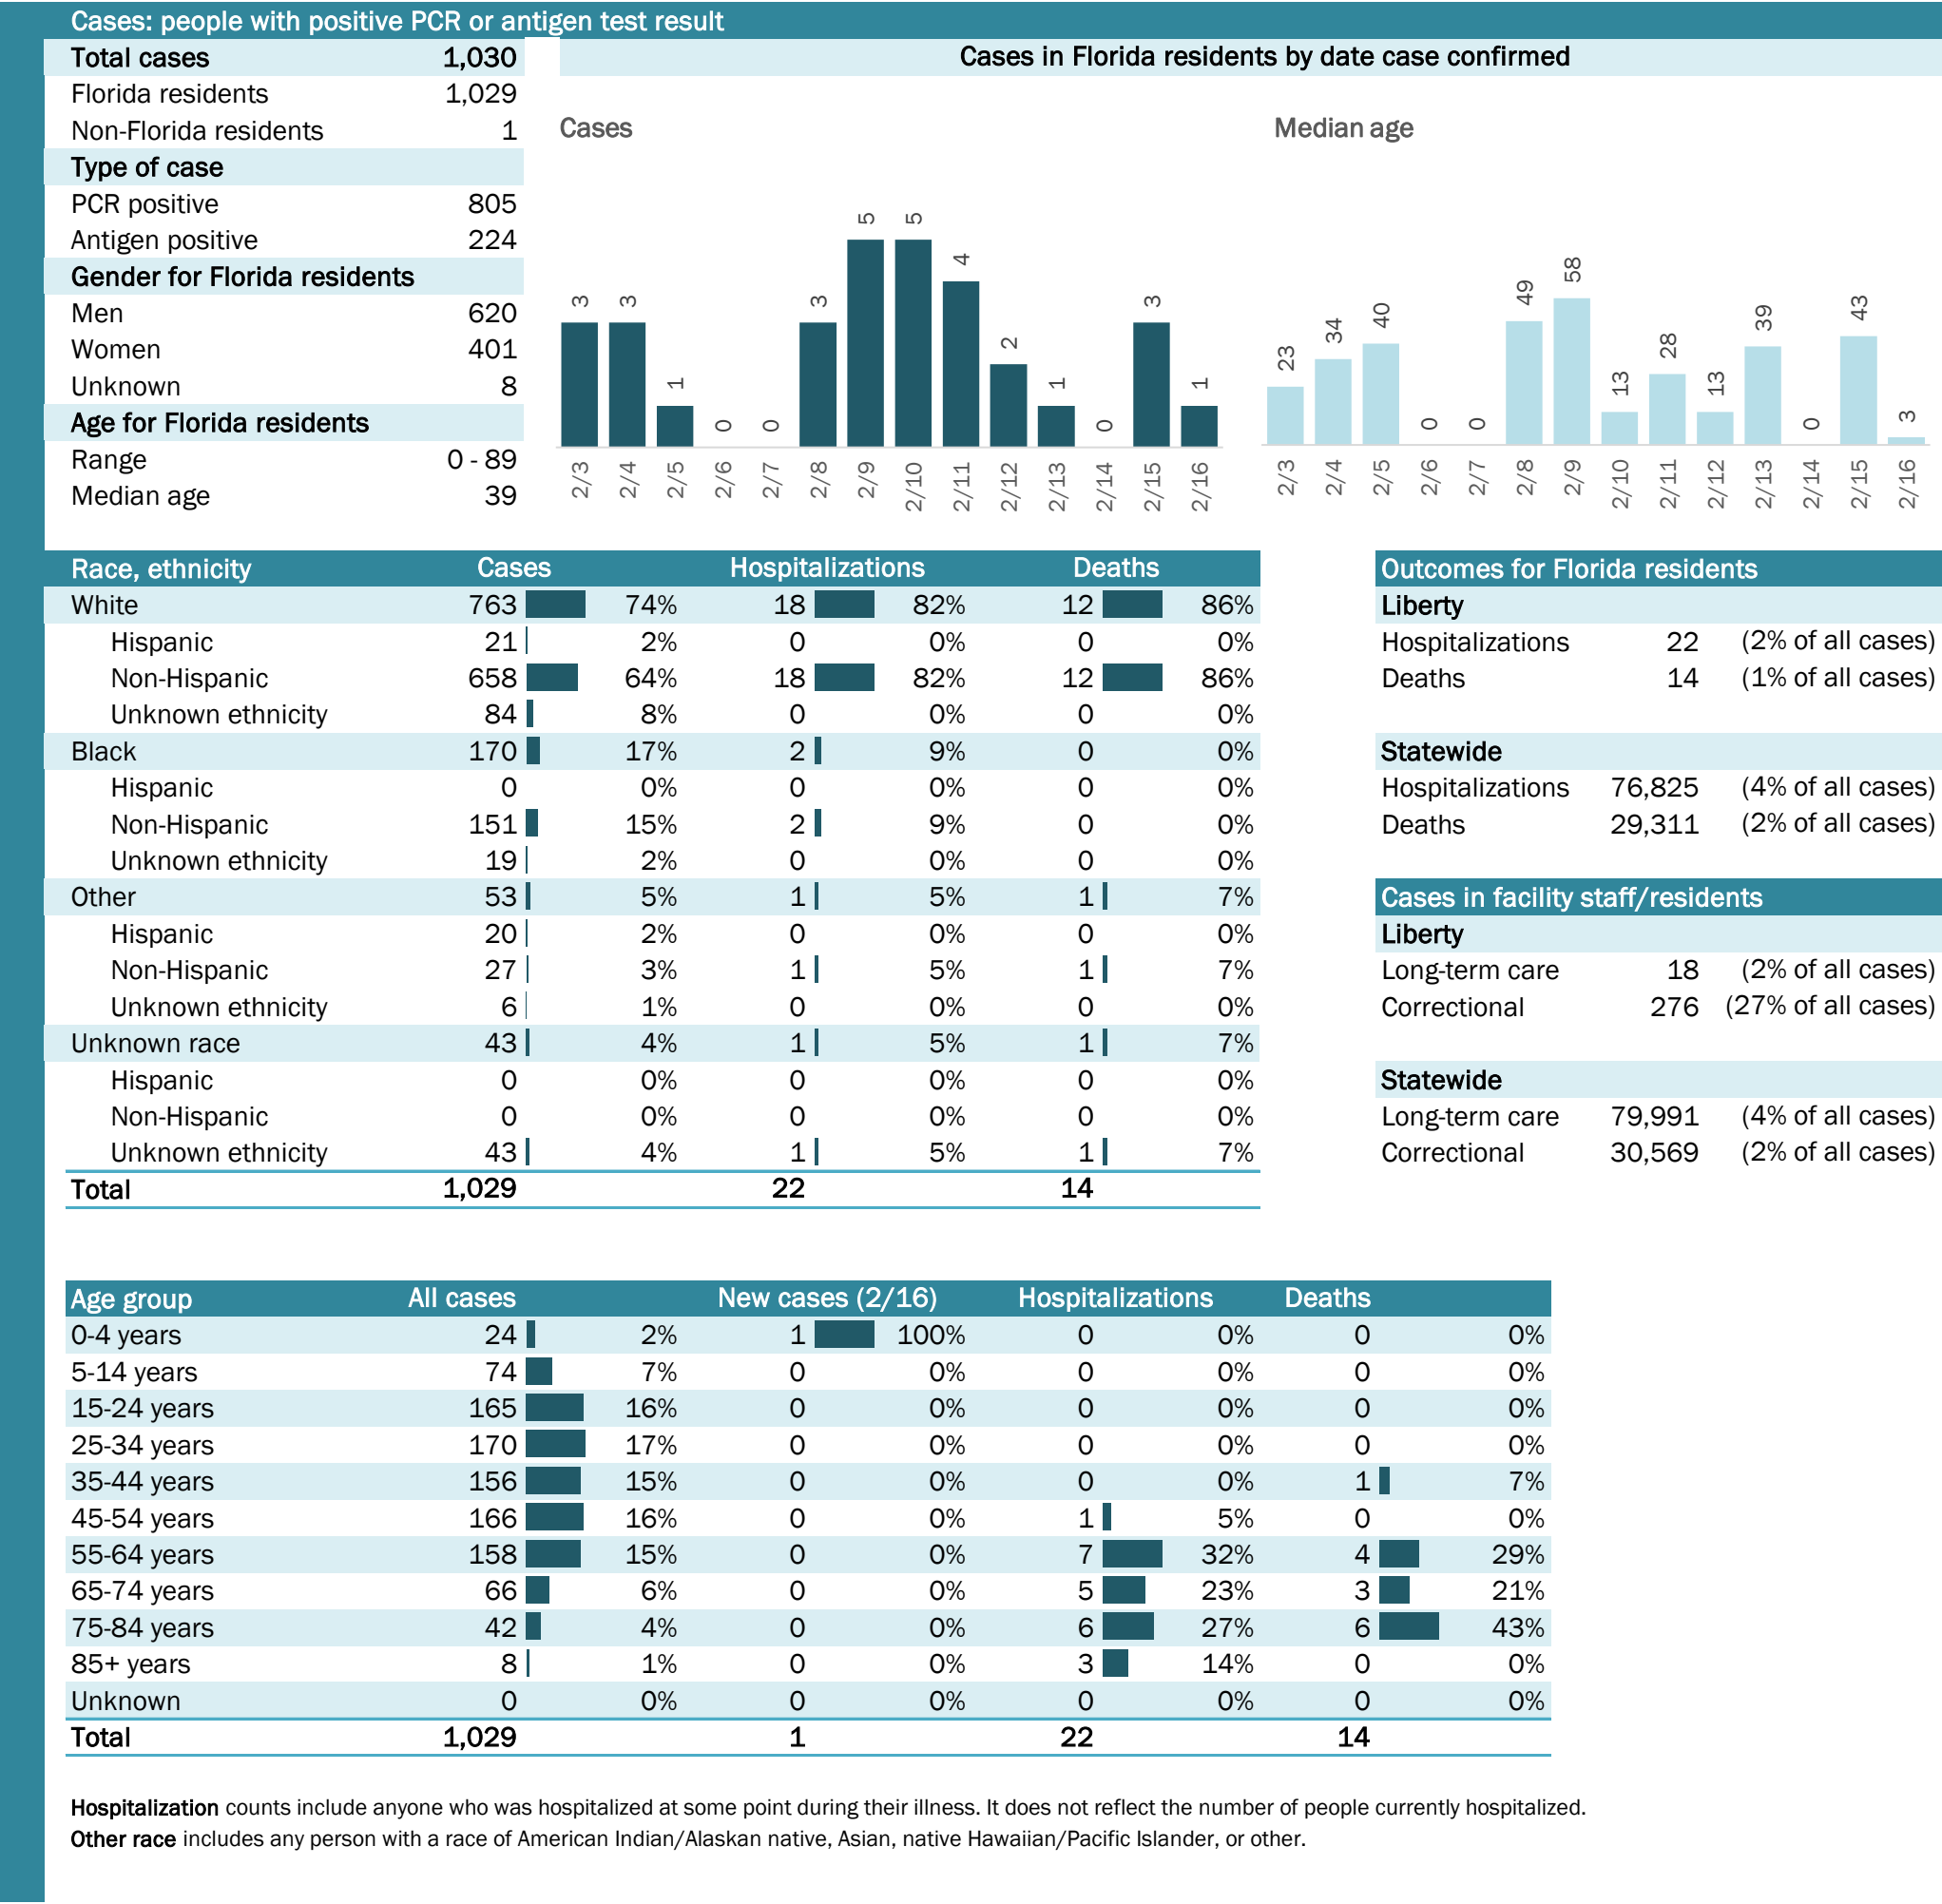 Cases: people with positive PCR or antigen test result
Total cases 1,030
Florida residents 1,029
Non-Florida residents 1
Type of case
PCR positive 805
Antigen positive 224
Gender for Florida residents
Men 620
Women 401
Unknown 8
Age for Florida residents
Range 0 - 89
Median age 39
Cases in Florida residents by date case confirmed
Cases
3 3 1 0 0 3 5 5 4 2 1 0 3 1
2/3 2/4 2/5 2/6 2/7 2/8 2/9 2/10 2/11 2/12 2/13 2/14 2/15 2/16
Median age
23 34 40 0 0 49 58 13 28 13 39 0 43 3
2/3 2/4 2/5 2/6 2/7 2/8 2/9 2/10 2/11 2/12 2/13 2/14 2/15 2/16
Race, ethnicity Cases Hospitalizations Deaths
White 763 74% 18 82% 12 86%
Hispanic 21 2% 0 0% 0 0%
Non-Hispanic 658 64% 18 82% 12 86%
Unknown ethnicity 84 8% 0 0% 0 0%
Black 170 17% 2 9% 0 0%
Hispanic 0 0% 0 0% 0 0%
Non-Hispanic 151 15% 2 9% 0 0%
Unknown ethnicity 19 2% 0 0% 0 0%
Other 53 5% 1 5% 1 7%
Hispanic 20 2% 0 0% 0 0%
Non-Hispanic 27 3% 1 5% 1 7%
Unknown ethnicity 6 1% 0 0% 0 0%
Unknown race 43 4% 1 5% 1 7%
Hispanic 0 0% 0 0% 0 0%
Non-Hispanic 0 0% 0 0% 0 0%
Unknown ethnicity 43 4% 1 5% 1 7%
Total 1,029 22 14
Outcomes for Florida residents
Liberty
Hospitalizations 22 (2% of all cases)
Deaths 14 (1% of all cases)
Statewide
Hospitalizations 76,825 (4% of all cases)
Deaths 29,311 (2% of all cases)
Cases in facility staff/residents
Liberty
Long-term care 18 (2% of all cases)
Correctional 276 (27% of all cases)
Statewide
Long-term care 79,991 (4% of all cases)
Correctional 30,569 (2% of all cases)
Age group All cases New cases (2/16) Hospitalizations Deaths
0-4 years 24 2% 1 100% 0 0% 0 0%
5-14 years 74 7% 0 0% 0 0% 0 0%
15-24 years 165 16% 0 0% 0 0% 0 0%
25-34 years 170 17% 0 0% 0 0% 0 0%
35-44 years 156 15% 0 0% 0 0% 1 7%
45-54 years 166 16% 0 0% 1 5% 0 0%
55-64 years 158 15% 0 0% 7 32% 4 29%
65-74 years 66 6% 0 0% 5 23% 3 21%
75-84 years 42 4% 0 0% 6 27% 6 43%
85+ years 8 1% 0 0% 3 14% 0 0%
Unknown 0 0% 0 0% 0 0% 0 0%
Total 1,029 1 22 14
Hospitalization counts include anyone who was hospitalized at some point during their illness. It does not reflect the number of people currently hospitalized.
Other race includes any person with a race of American Indian/Alaskan native, Asian, native Hawaiian/Pacific Islander, or other.